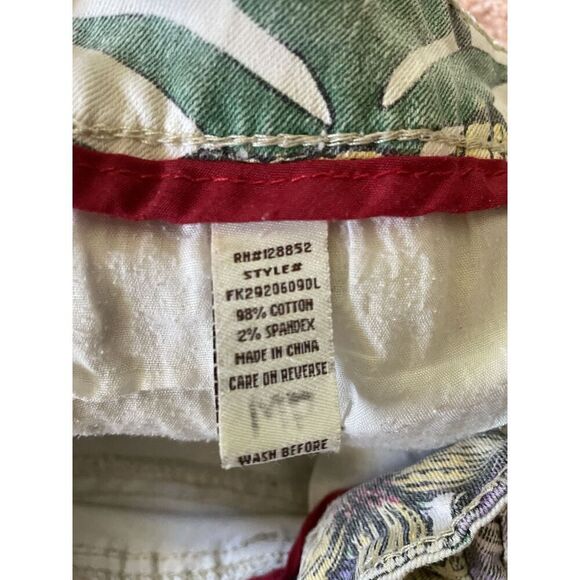 RN#128852
STYLE#
FK2920609DL
98% COTTON
2% SPANDEX
MADE IN CHINA
CARE ON REVERSE
WASH BEFORE